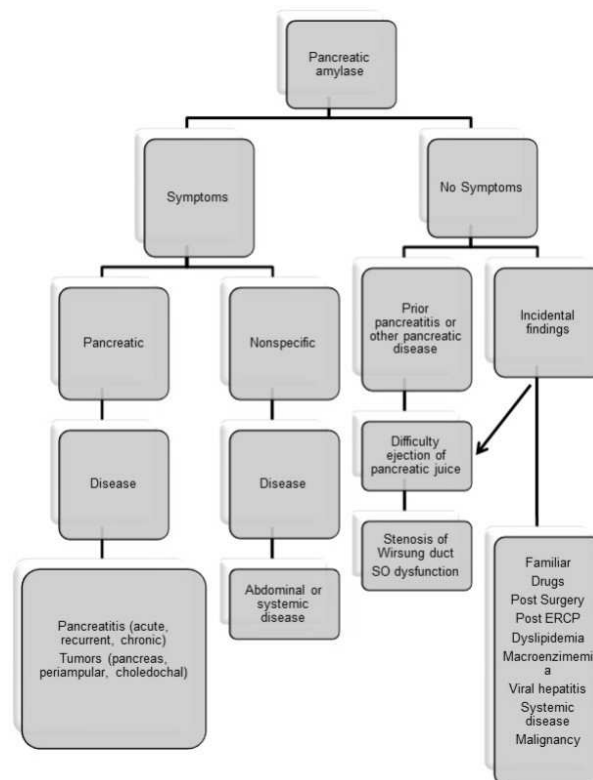 Pancreatic
amylase
Symptoms
No Symptoms
Pancreatic
Nonspecific
Prior
pancreatitis or
other pancreatic
disease
Incidental
findings
Disease
Disease
Difficulty
ejection of
pancreatic juice
Pancreatitis (acute,
recurrent, chronic)
Tumors (pancreas,
periampular, choledochal)
Abdominal or
systemic
disease
Stenosis of
Wirsung duct
SO dysfunction
Familiar
Drugs
Post Surgery
Post ERCP
Dyslipidemia
Macroenzimemi
a
Viral hepatitis
Systemic
disease
Malignancy